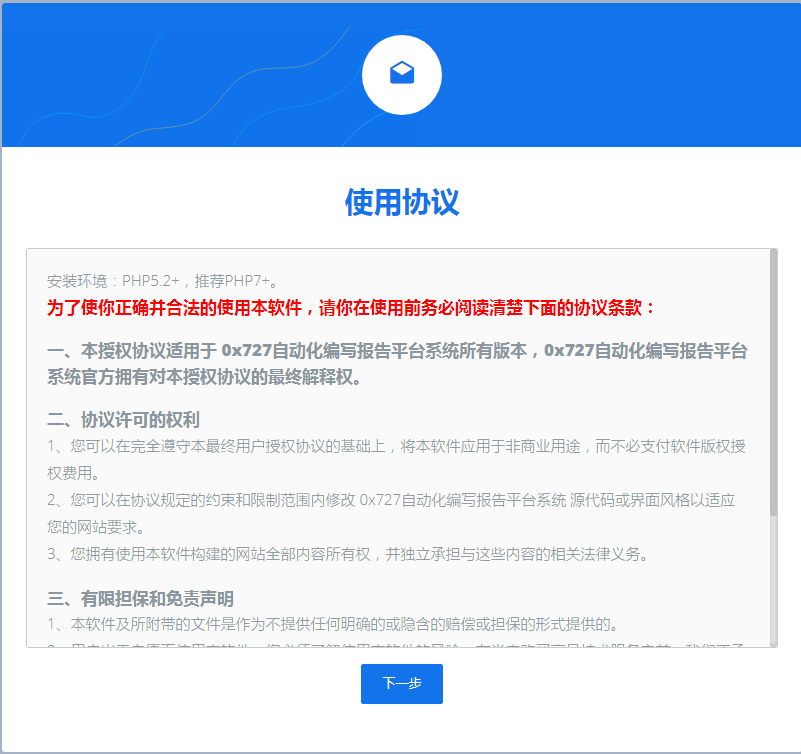 使用协议
安装环境：PHP5.2+，推荐PHP7+。
为了使你正确并合法的使用本软件，请你在使用前务必阅读清楚下面的协议条款：
一、本授权协议适用于 0x727自动化编写报告平台系统所有版本，0x727自动化编写报告平台
系统官方拥有对本授权协议的最终解释权。
二、协议许可的权利
1、您可以在完全遵守本最终用户授权协议的基础上，将本软件应用于非商业用途，而不必支付软件版权授
权费用。
2、您可以在协议规定的约束和限制范围内修改 0x727自动化编写报告平台系统 源代码或界面风格以适应
您的网站要求。
3、您拥有使用本软件构建的网站全部内容所有权，并独立承担与这些内容的相关法律义务。
三、有限担保和免责声明
1、本软件及所附带的文件是作为不提供任何明确的或隐含的赔偿或担保的形式提供的。
下一步